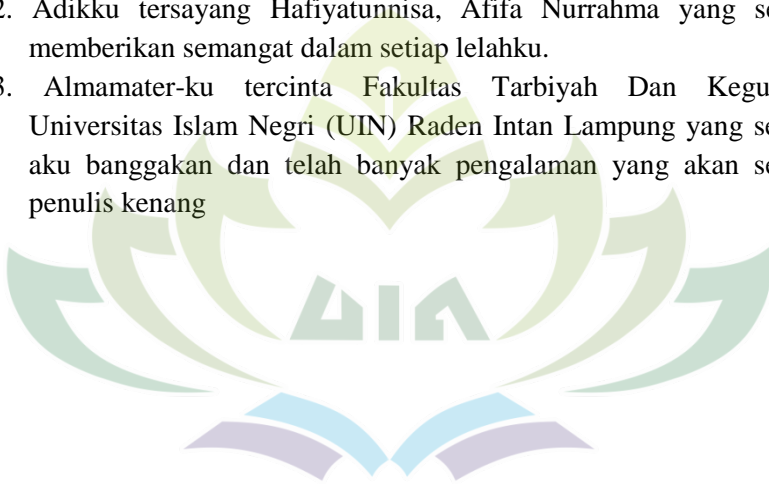 2. Adikku tersayang Hafiyatunnisa, Afifa Nurrahma yang se
memberikan semangat dalam setiap lelahku.
3. Almamater-ku tercinta Fakultas Tarbiyah Dan Kegu
Universitas Islam Negri (UIN) Raden Intan Lampung yang se
aku banggakan dan telah banyak pengalaman yang akan se
penulis kenang
UIN